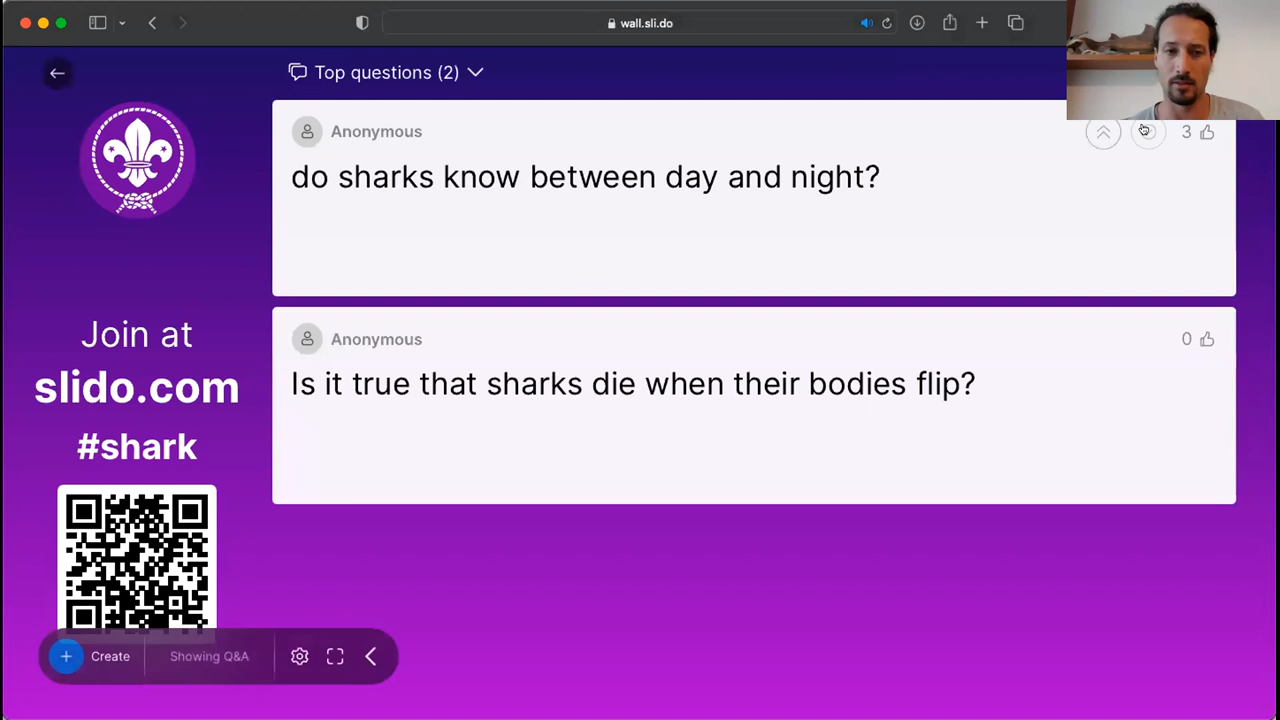 wall.sli.do
Top questions (2)
Anonymous
3
do sharks know between day and night?
Anonymous
0
Is it true that sharks die when their bodies flip?
Join at
slido.com
#shark
Create
Showing Q&A